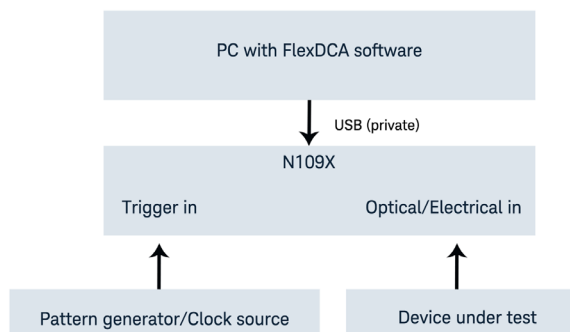 PC with FlexDCA software
USB (private)
N109X
Trigger in
Optical/Electrical in
Pattern generator/Clock source
Device under test